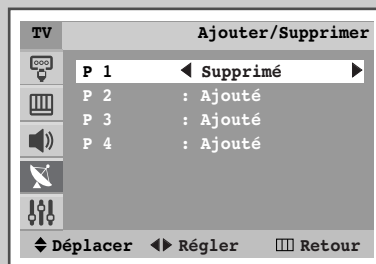 TV Ajouter/Supprimer
P 1 Supprimé
P 2 : Ajouté
P 3 : Ajouté
P 4 : Ajouté
Déplacer Régler Retour